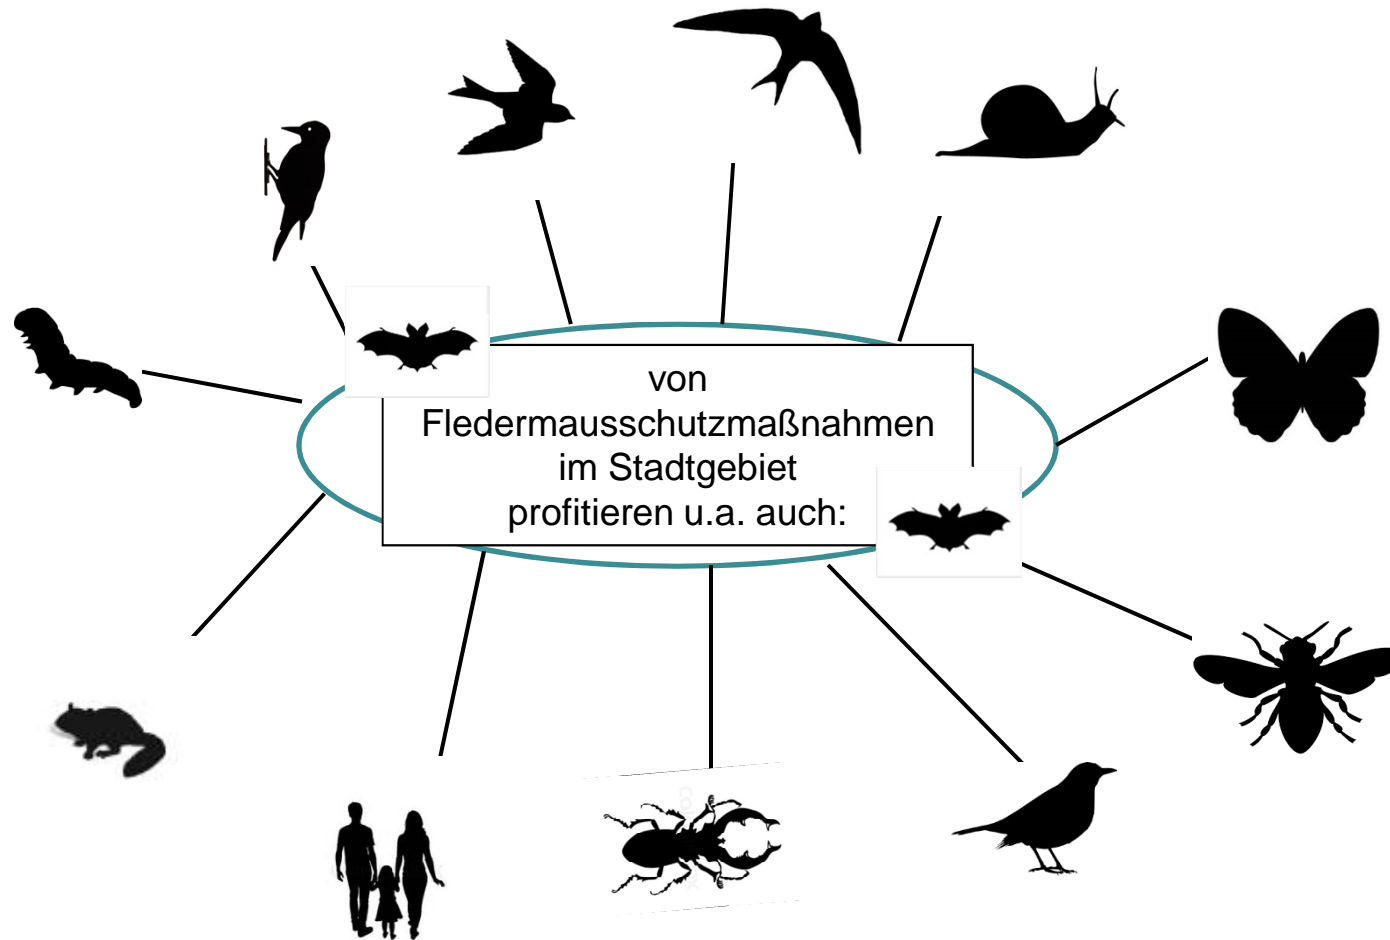 von
Fledermausschutzmaßnahmen
im Stadtgebiet
profitieren u.a. auch: